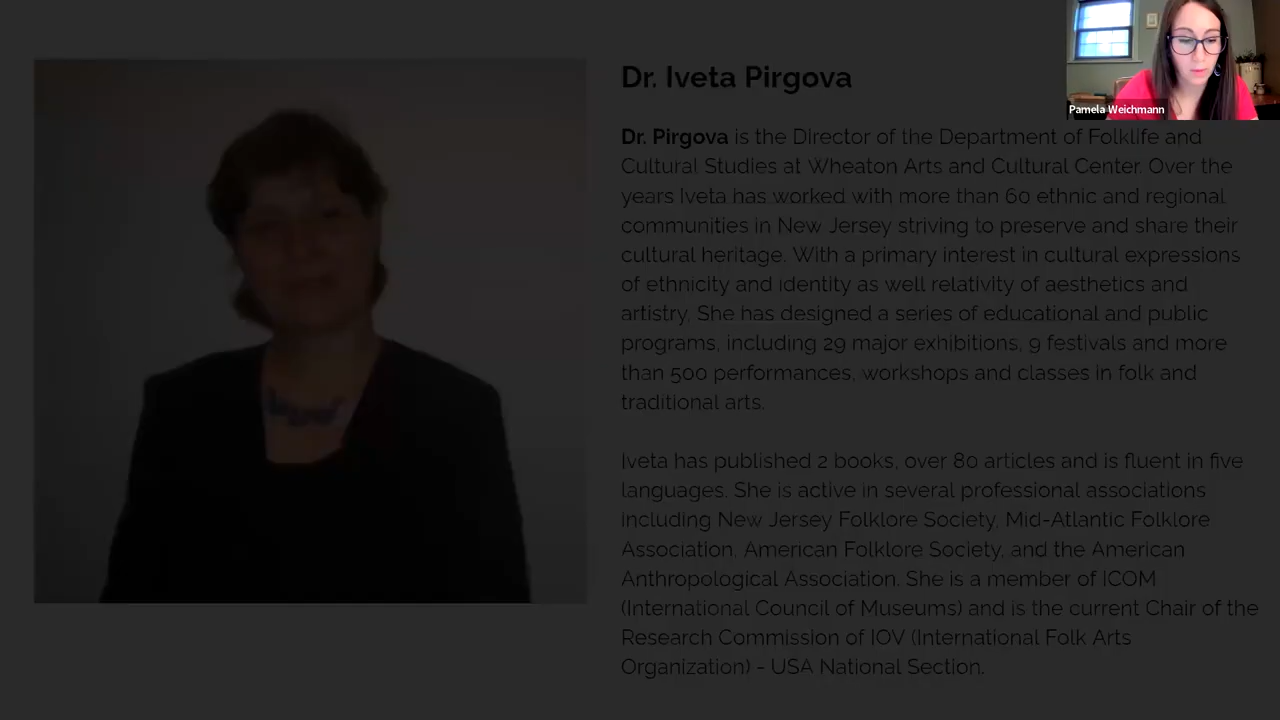 Pamela Weichmann
Dr. Iveta Pirgova
Dr. Pirgova is the Director of the Department of Folklife and
Cultural Studies at Wheaton Arts and Cultural Center. Over the
years Iveta has worked with more than 60 ethnic and regional
communities in New Jersey striving to preserve and share their
cultural heritage. With a primary interest in cultural expressions
of ethnicity and identity as well relativity of aesthetics and
artistry, She has designed a series of educational and public
programs, including 29 major exhibitions, 9 festivals and more
than 500 performances, workshops and classes in folk and
traditional arts.
Iveta has published 2 books, over 80 articles and is fluent in five
languages. She is active in several professional associations
including New Jersey Folklore Society, Mid-Atlantic Folklore
Association, American Folklore Society, and the American
Anthropological Association. She is a member of ICOM
(International Council of Museums) and is the current Chair of the
Research Commission of IOV (International Folk Arts
Organization) - USA National Section.